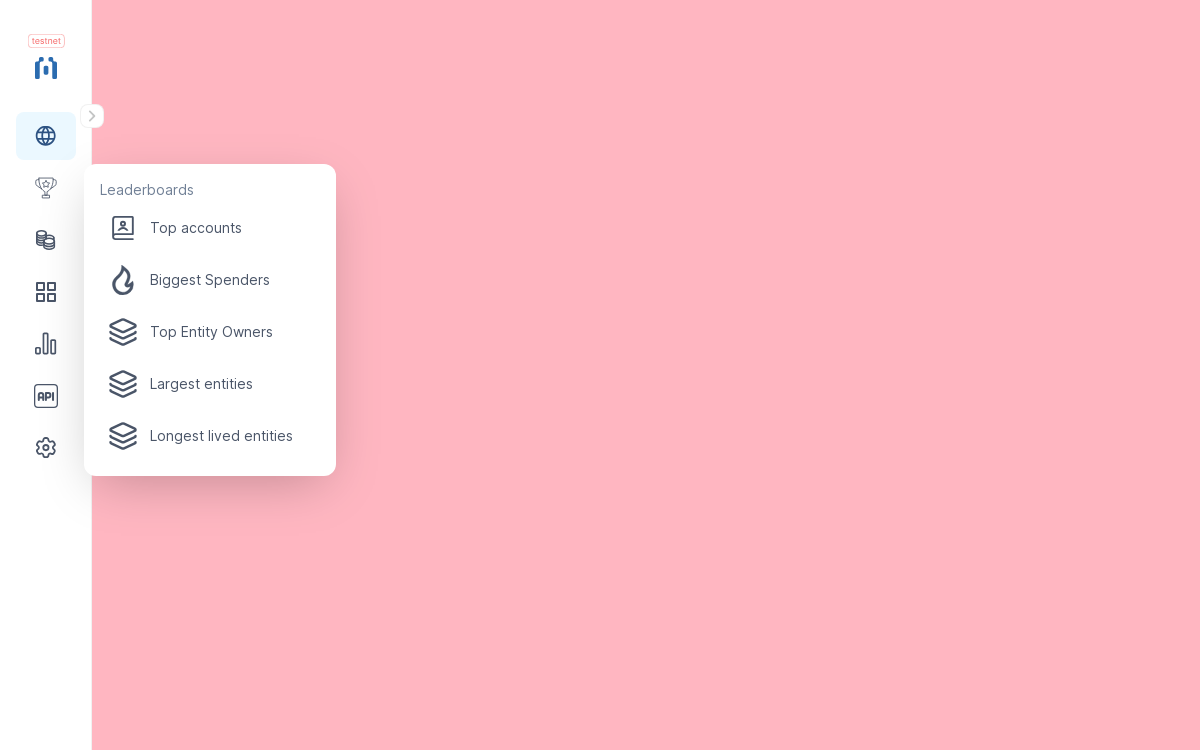 testnet
Leaderboards
Top accounts
Biggest Spenders
Top Entity Owners
Largest entities
API
Longest lived entities